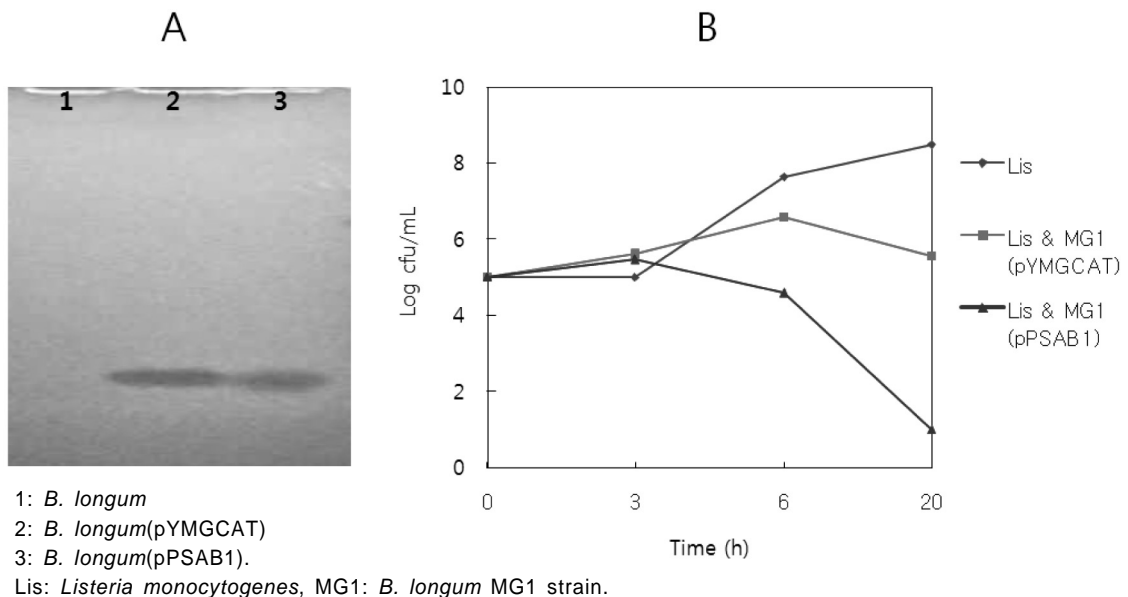 A
B
1 2 3
10
8
6
4
2
0
Log cfu/mL
0 3 6 20
Time (h)
Lis
Lis & MG1
(pYMGCAT)
Lis & MG1
(pPSAB1)
1: B. longum
2: B. longum(pYMGCAT)
3: B. longum(pPSAB1).
Lis: Listeria monocytogenes, MG1: B. longum MG1 strain.